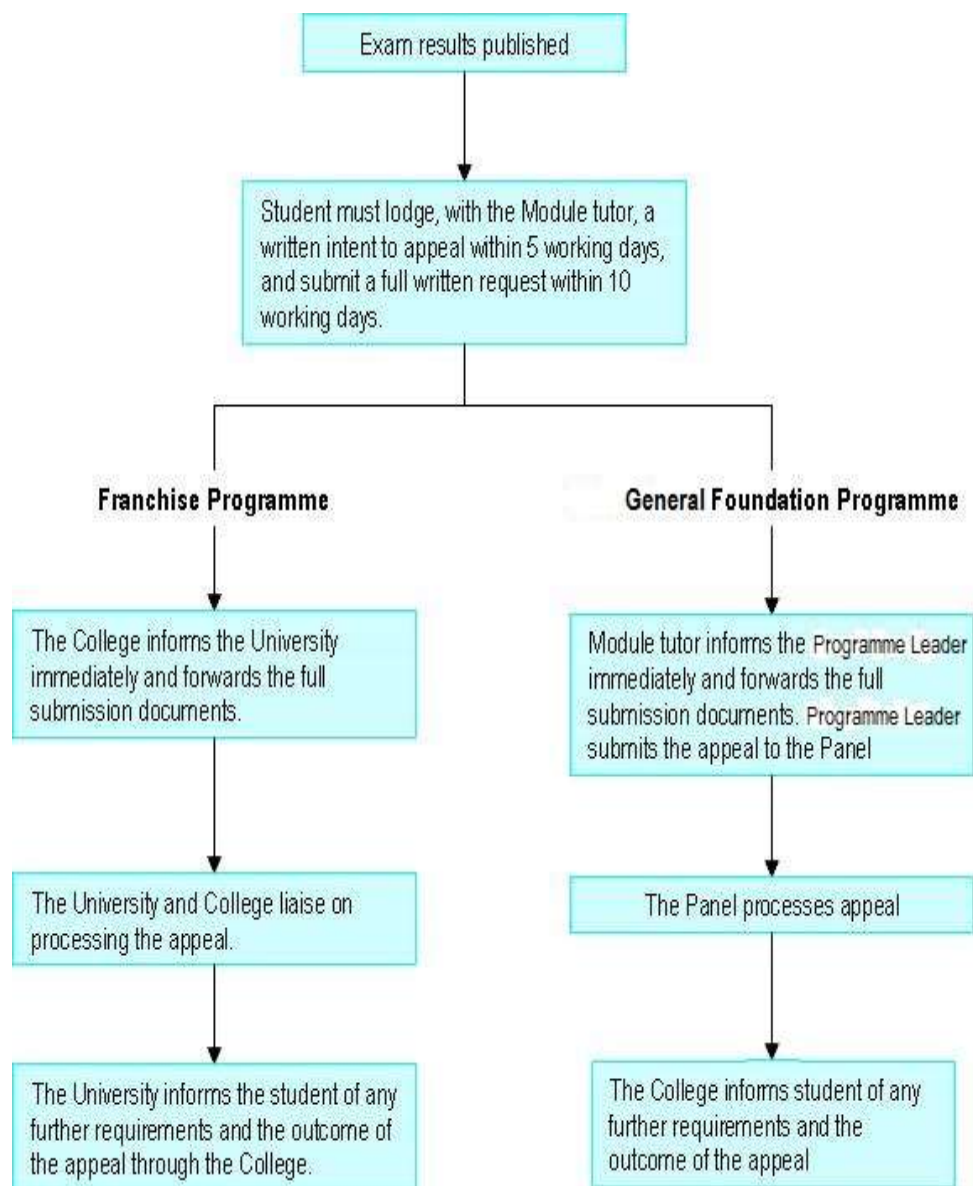 Exam results published
Student must lodge, with the Module tutor, a
written intent to appeal within 5 working days,
and submit a full written request within 10
working days.
Franchise Programme
General Foundation Programme
The College informs the University
immediately and forwards the full
submission documents.
Module tutor informs the Programme Leader
immediately and forwards the full
submission documents. Programme Leader
submits the appeal to the Panel
The University and College liaise on
processing the appeal.
The Panel processes appeal
The University informs the student of any
further requirements and the outcome of
the appeal through the College.
The College informs student of any
further requirements and the
outcome of the appeal